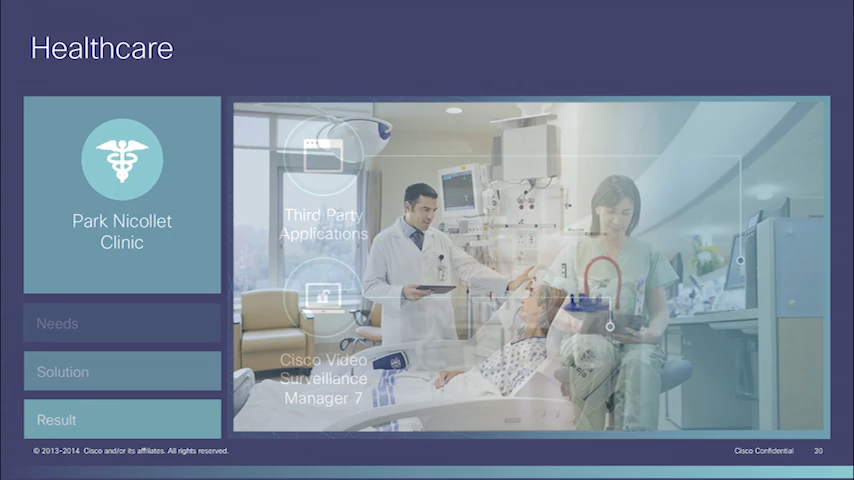 Healthcare
Park Nicollet
Clinic
Needs
Solution
Result
Third Party
Applications
Cisco Video
Surveillance
Manager 7
© 2013-2014 Cisco and/or its affiliates. All rights reserved.
Cisco Confidential
30